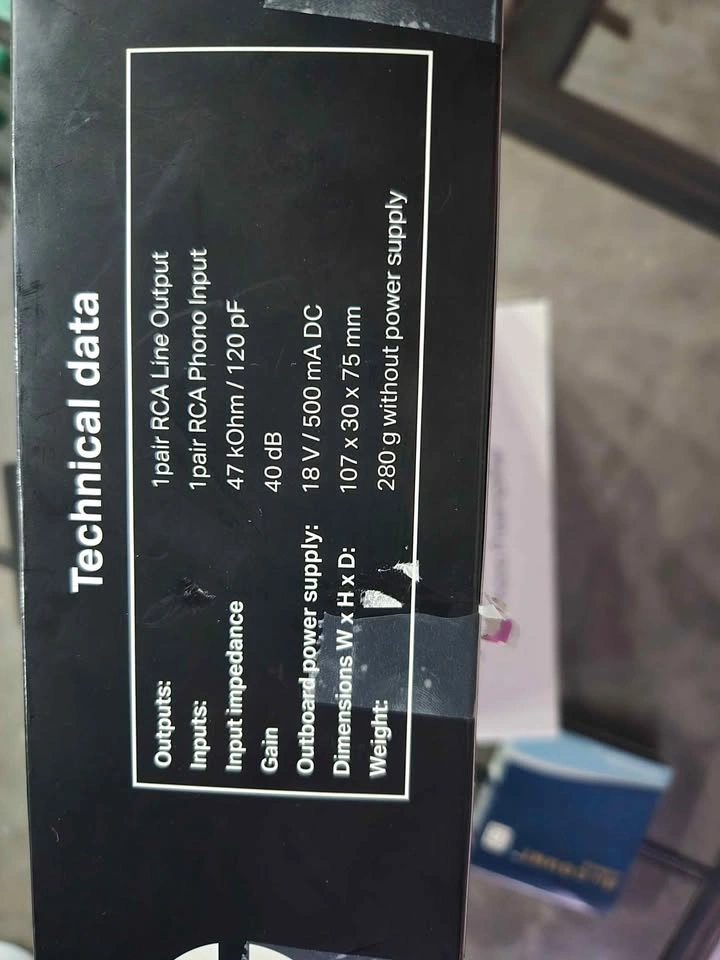 Technical data
Outputs: 1pair RCA Line Output
Inputs: 1pair RCA Phono Input
Input impedance 47 kOhm / 120 pF
Gain 40 dB
Outboard power supply: 18 V / 500 mA DC
Dimensions W x H x D: 107 x 30 x 75 mm
Weight: 280 g without power supply